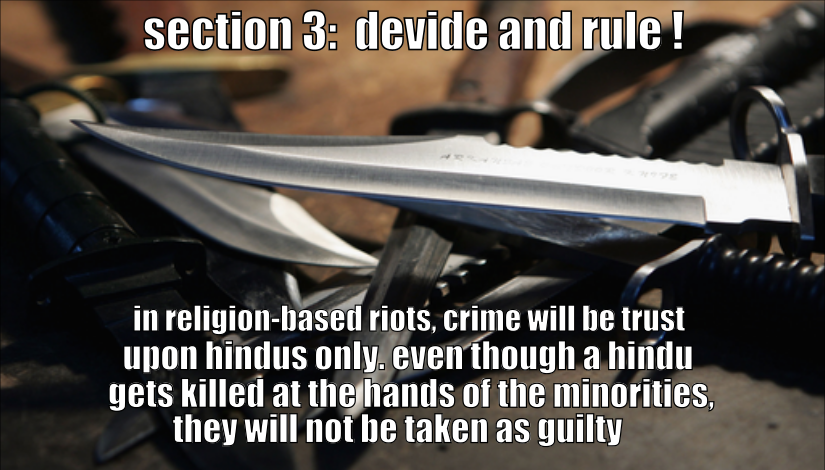 section 3:  devide and rule !
in religion-based riots, crime will be trust
upon hindus only. even though a hindu
gets killed at the hands of the minorities,
they will not be taken as guilty